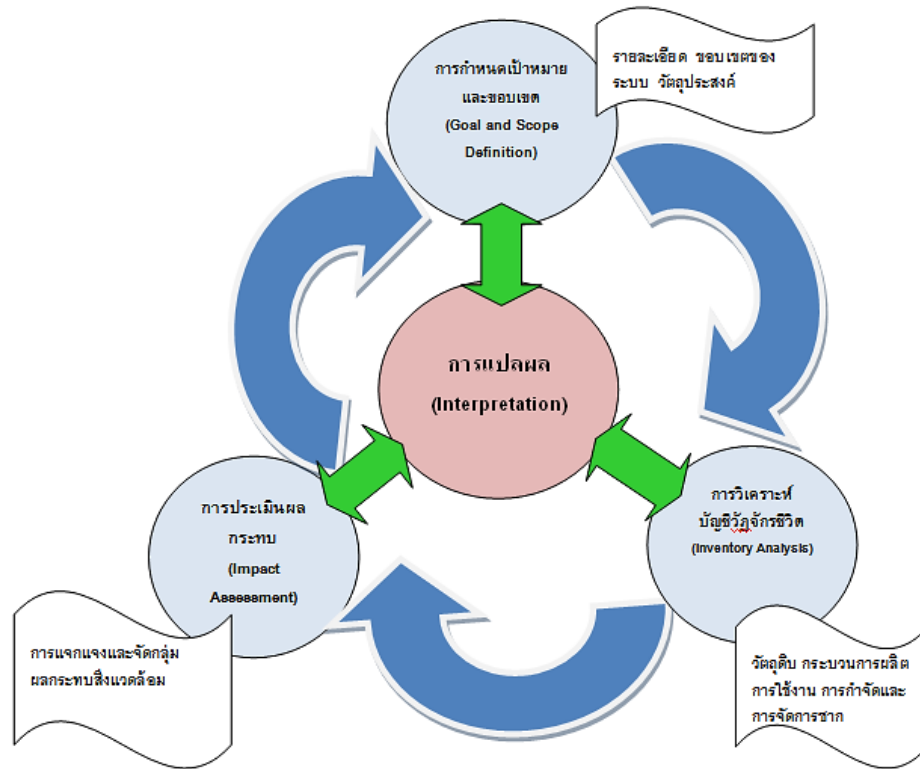 การกำหนดเป้าหมาย
และขอบเขต
(Goal and Scope
Definition)
รายละเอียด ขอบเขตของ
ระบบ วัตถุประสงค์
การแปลผล
(Interpretation)
การประเมินผล
กระทบ
(Impact
Assessment)
การวิเคราะห์
บัญชีวัฏจักรชีวิต
(Inventory Analysis)
การแจกแจงและจัดกลุ่ม
ผลกระทบสิ่งแวดล้อม
วัตถุดิบ กระบวนการผลิต
การใช้งาน การกำจัดและ
การจัดการซาก